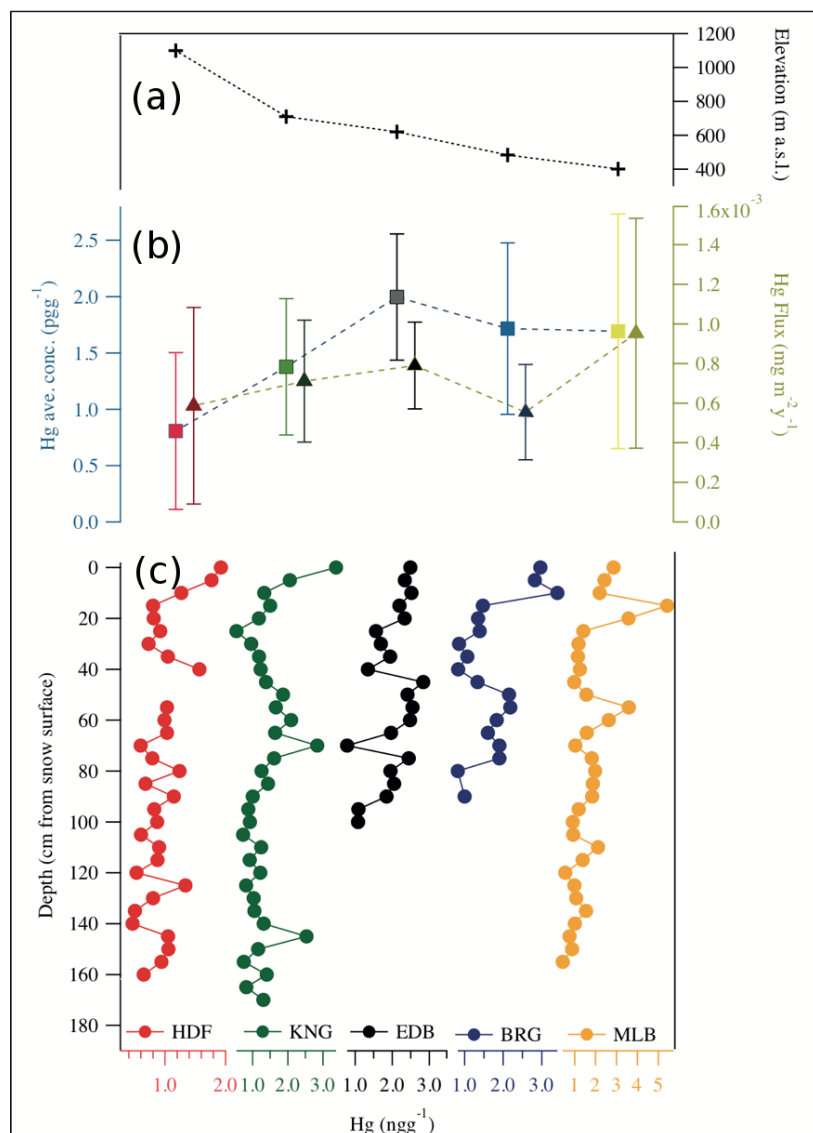 (a)
1200
1000
800
600
400
Elevation (m a.s.l.)
(b)
2.5
2.0
1.5
1.0
0.5
0.0
Hg ave. conc. (pgg⁻¹)
1.6x10⁻³
1.4
1.2
1.0
0.8
0.6
0.4
0.2
0.0
Hg Flux (mg m⁻² y⁻¹)
(c)
0
20
40
60
80
100
120
140
160
180
Depth (cm from snow surface)
HDF KNG EDB BRG MLB
1.0 2.0 1.0 2.0 3.0 1.0 2.0 3.0 1.0 2.0 3.0 1 2 3 4 5
Hg (ngg⁻¹)